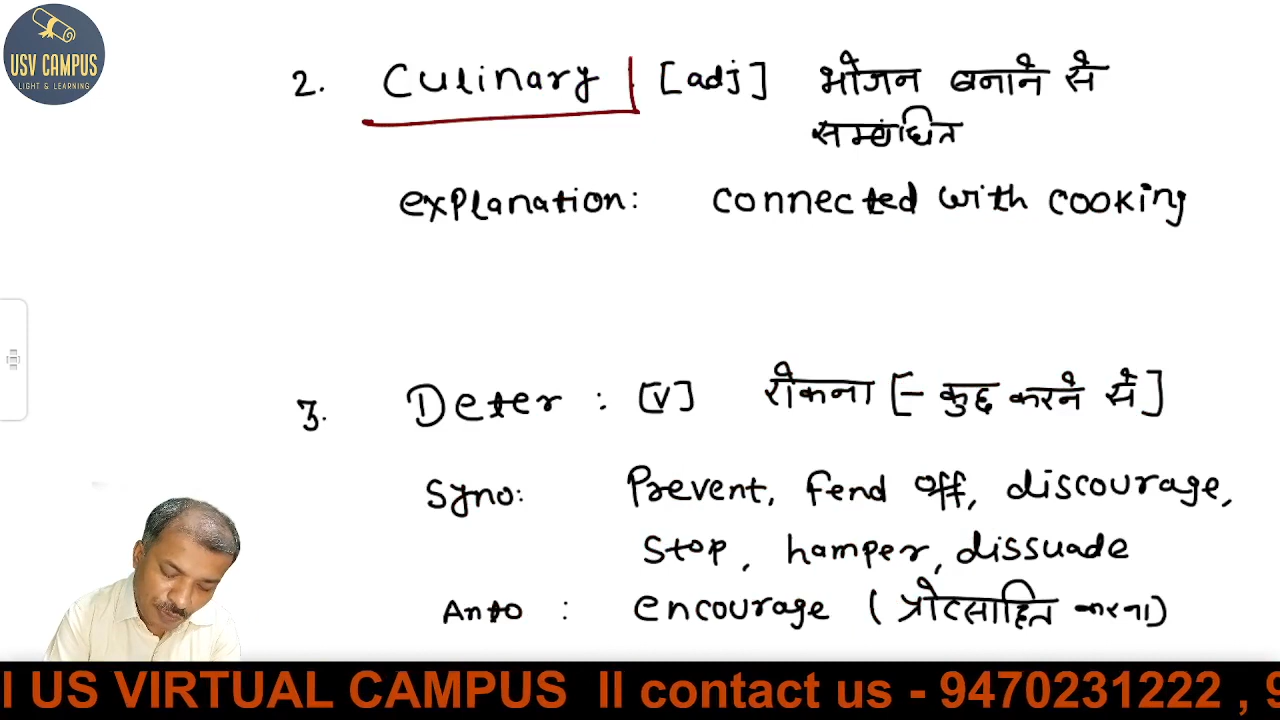 USV CAMPUS
LIGHT & LEARNING
2. Culinary [adj] भोजन बनाने से
सम्बंधित
explanation: connected with cooking
3. Deter : [v] रोकना [- कुछ करने से]
Syno: Prevent, fend off, discourage,
stop, hamper, dissuade
Anto : encourage (प्रोत्साहित करना)
US VIRTUAL CAMPUS II contact us - 9470231222 , 9